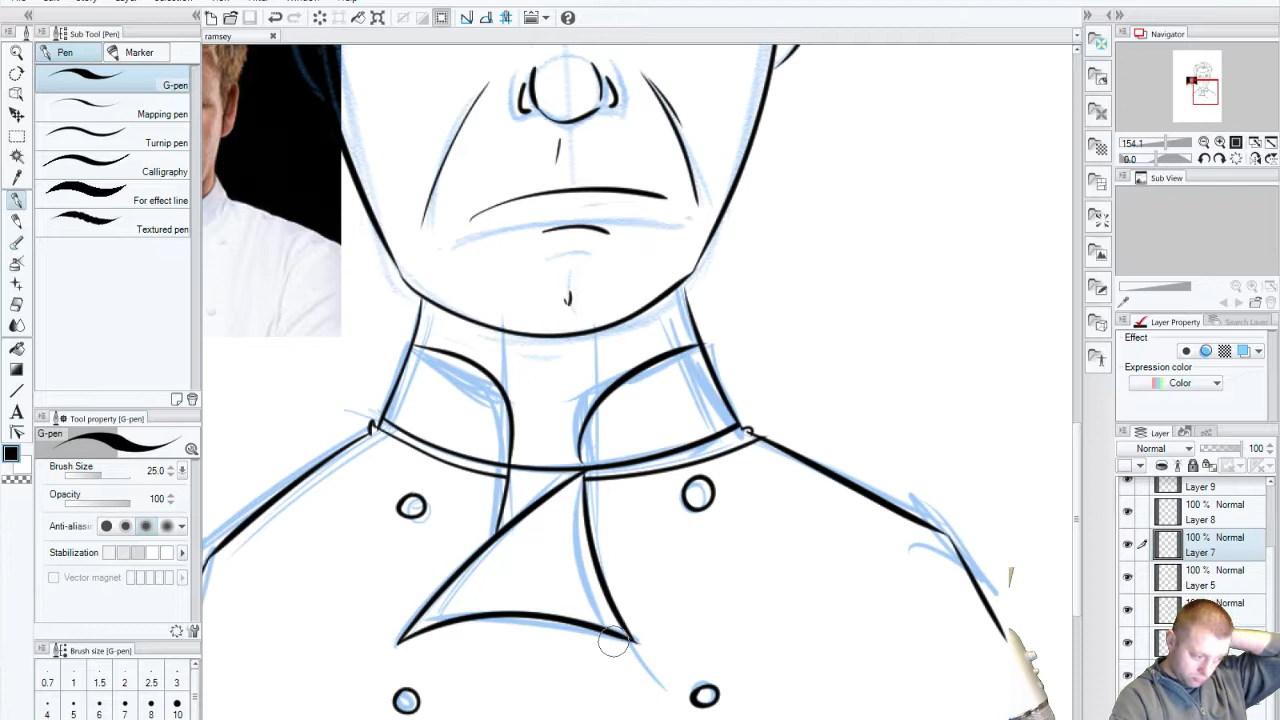 Sub Tool [Pen]
Pen
Marker
G-pen
Mapping pen
Turnip pen
Calligraphy
For effect line
Textured pen
Tool property [G-pen]
G-pen
Brush Size 25.0
Opacity 100
Anti-aliasi
Stabilization
Vector magnet
Brush size [G-pen]
0.7 1 1.5 2 2.5 3
4 5 6 7 8 10
ramsey
Navigator
154.1
0.0
Sub View
Layer Property
Search Layer
Effect
Expression color
Color
Layer
Normal 100
Layer 9
100 % Normal
Layer 8
100 % Normal
Layer 7
100 % Normal
Layer 5
Normal